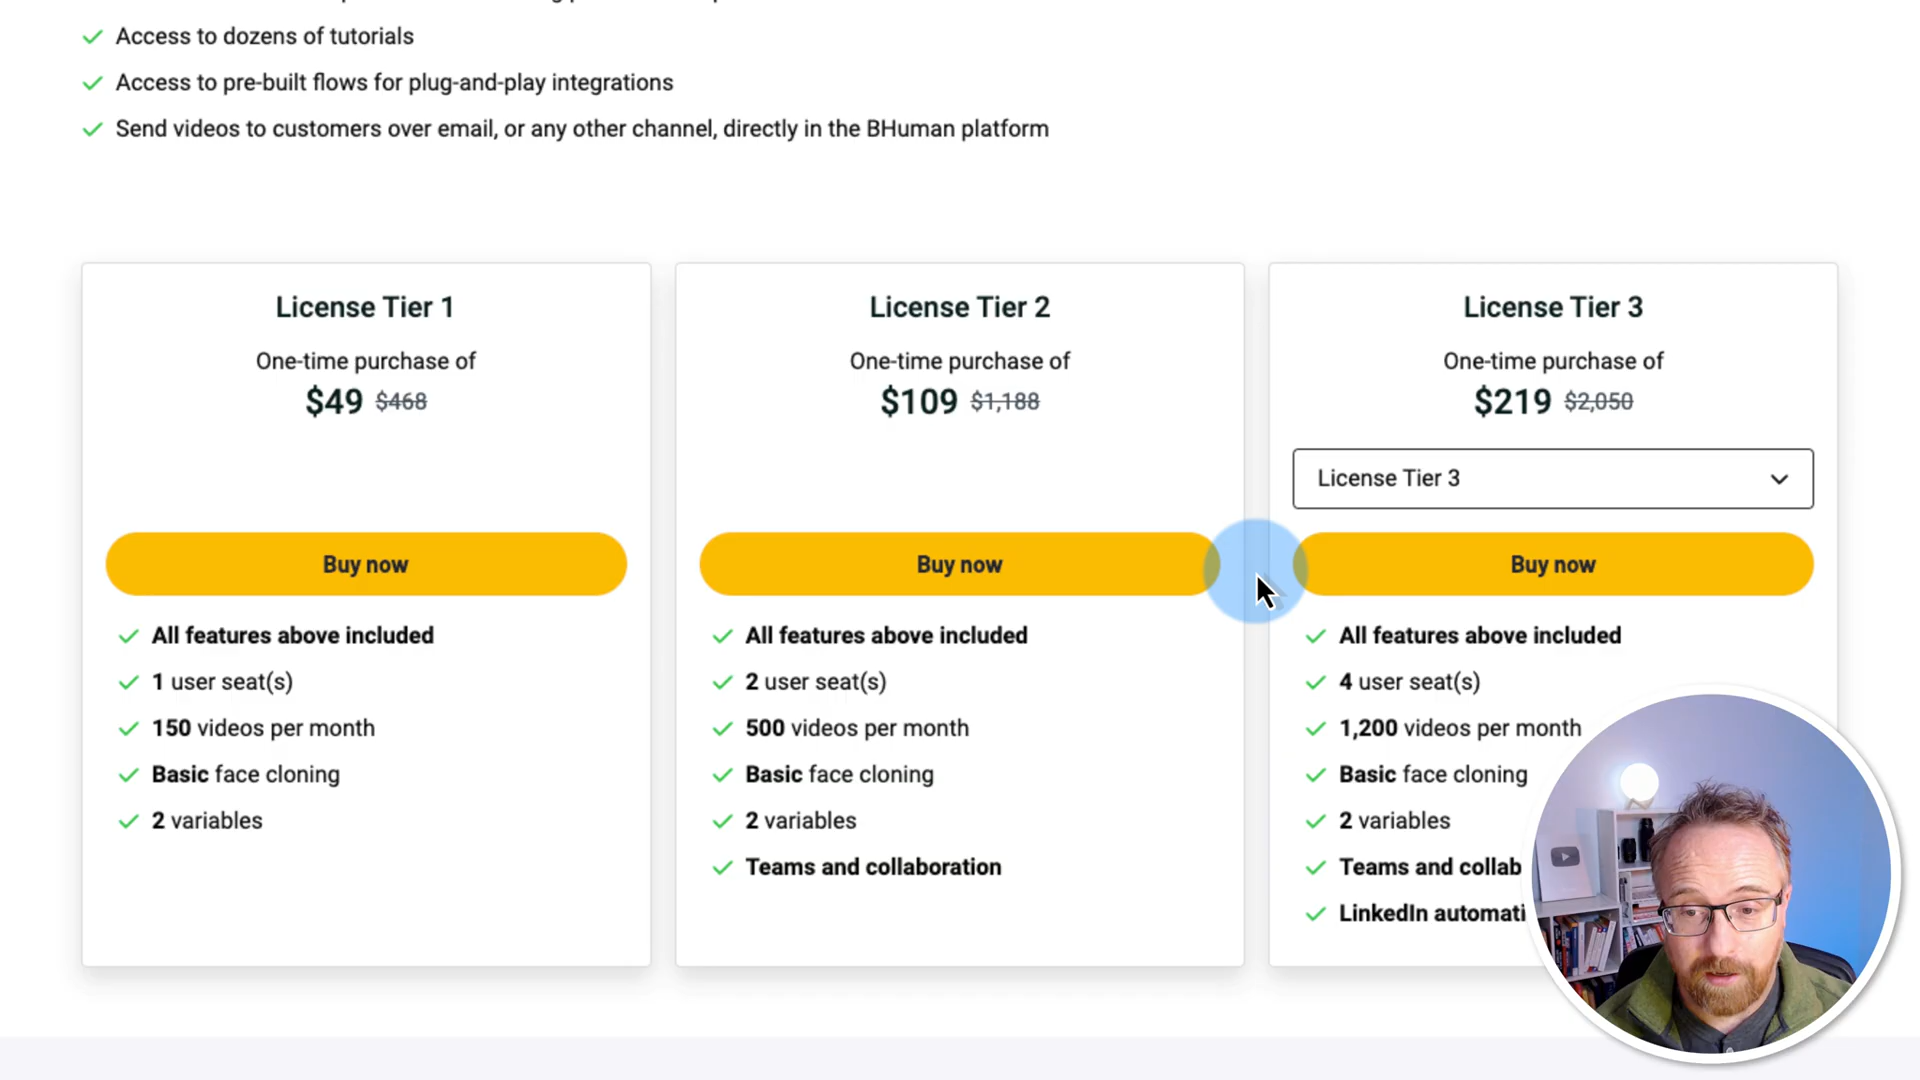 Access to dozens of tutorials
Access to pre-built flows for plug-and-play integrations
Send videos to customers over email, or any other channel, directly in the BHuman platform
License Tier 1
One-time purchase of
$49 $468
Buy now
All features above included
1 user seat(s)
150 videos per month
Basic face cloning
2 variables
License Tier 2
One-time purchase of
$109 $1,188
Buy now
All features above included
2 user seat(s)
500 videos per month
Basic face cloning
2 variables
Teams and collaboration
License Tier 3
One-time purchase of
$219 $2,050
License Tier 3
Buy now
All features above included
4 user seat(s)
1,200 videos per month
Basic face cloning
2 variables
Teams and collab
LinkedIn automati